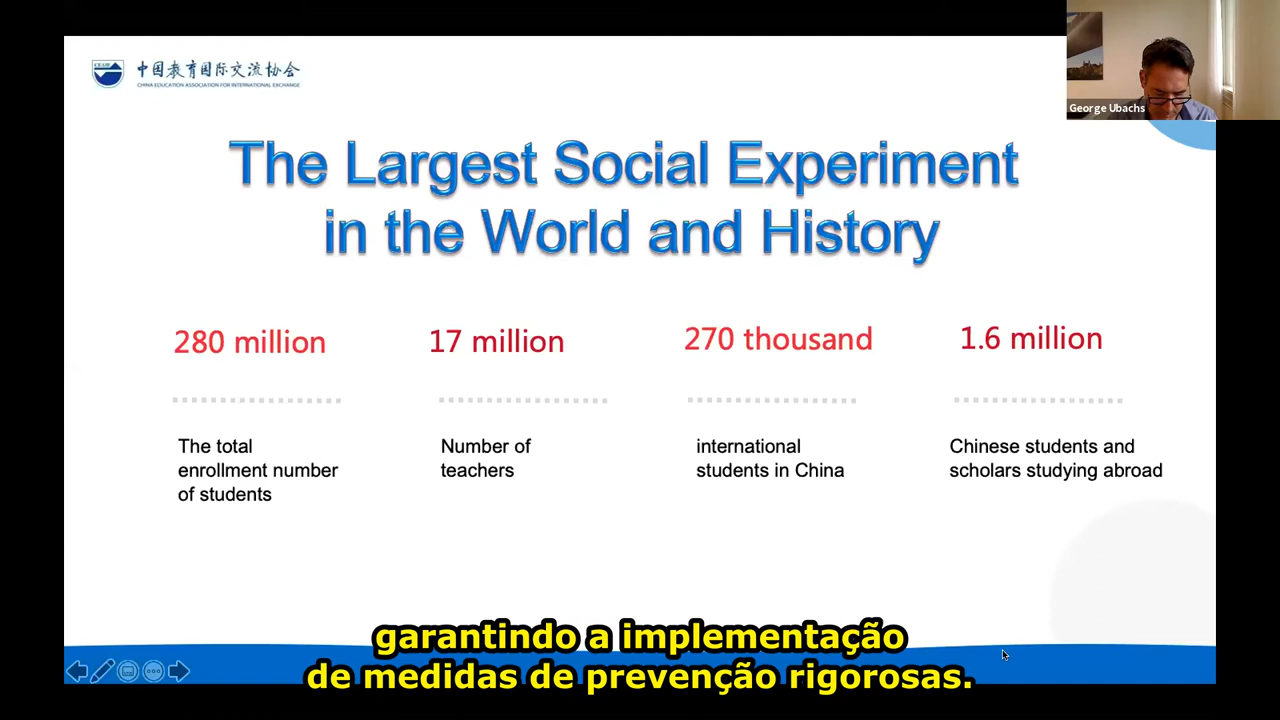 中国教育国际交流协会
CHINA EDUCATION ASSOCIATION FOR INTERNATIONAL EXCHANGE
George Ubachs
The Largest Social Experiment
in the World and History
280 million
17 million
270 thousand
1.6 million
The total
enrollment number
of students
Number of
teachers
international
students in China
Chinese students and
scholars studying abroad
garantindo a implementação
de medidas de prevenção rigorosas.